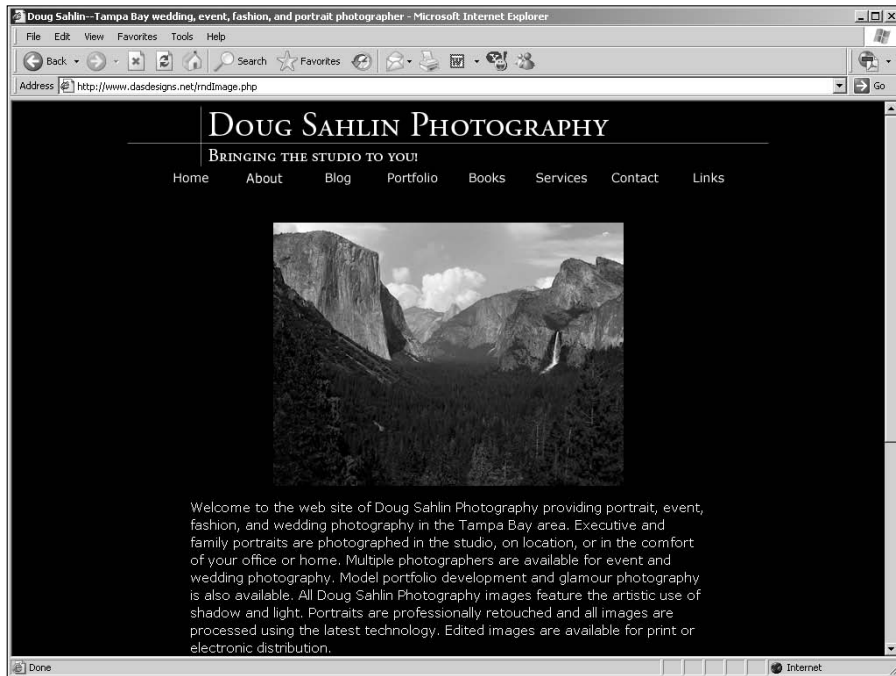 Doug Sahlin--Tampa Bay wedding, event, fashion, and portrait photographer - Microsoft Internet Explorer
File Edit View Favorites Tools Help
Back Search Favorites
Address http://www.dasdesigns.net/rndImage.php Go
DOUG SAHLIN PHOTOGRAPHY
BRINGING THE STUDIO TO YOU!
Home About Blog Portfolio Books Services Contact Links
Welcome to the web site of Doug Sahlin Photography providing portrait, event,
fashion, and wedding photography in the Tampa Bay area. Executive and
family portraits are photographed in the studio, on location, or in the comfort
of your office or home. Multiple photographers are available for event and
wedding photography. Model portfolio development and glamour photography
is also available. All Doug Sahlin Photography images feature the artistic use of
shadow and light. Portraits are professionally retouched and all images are
processed using the latest technology. Edited images are available for print or
electronic distribution.
Done Internet